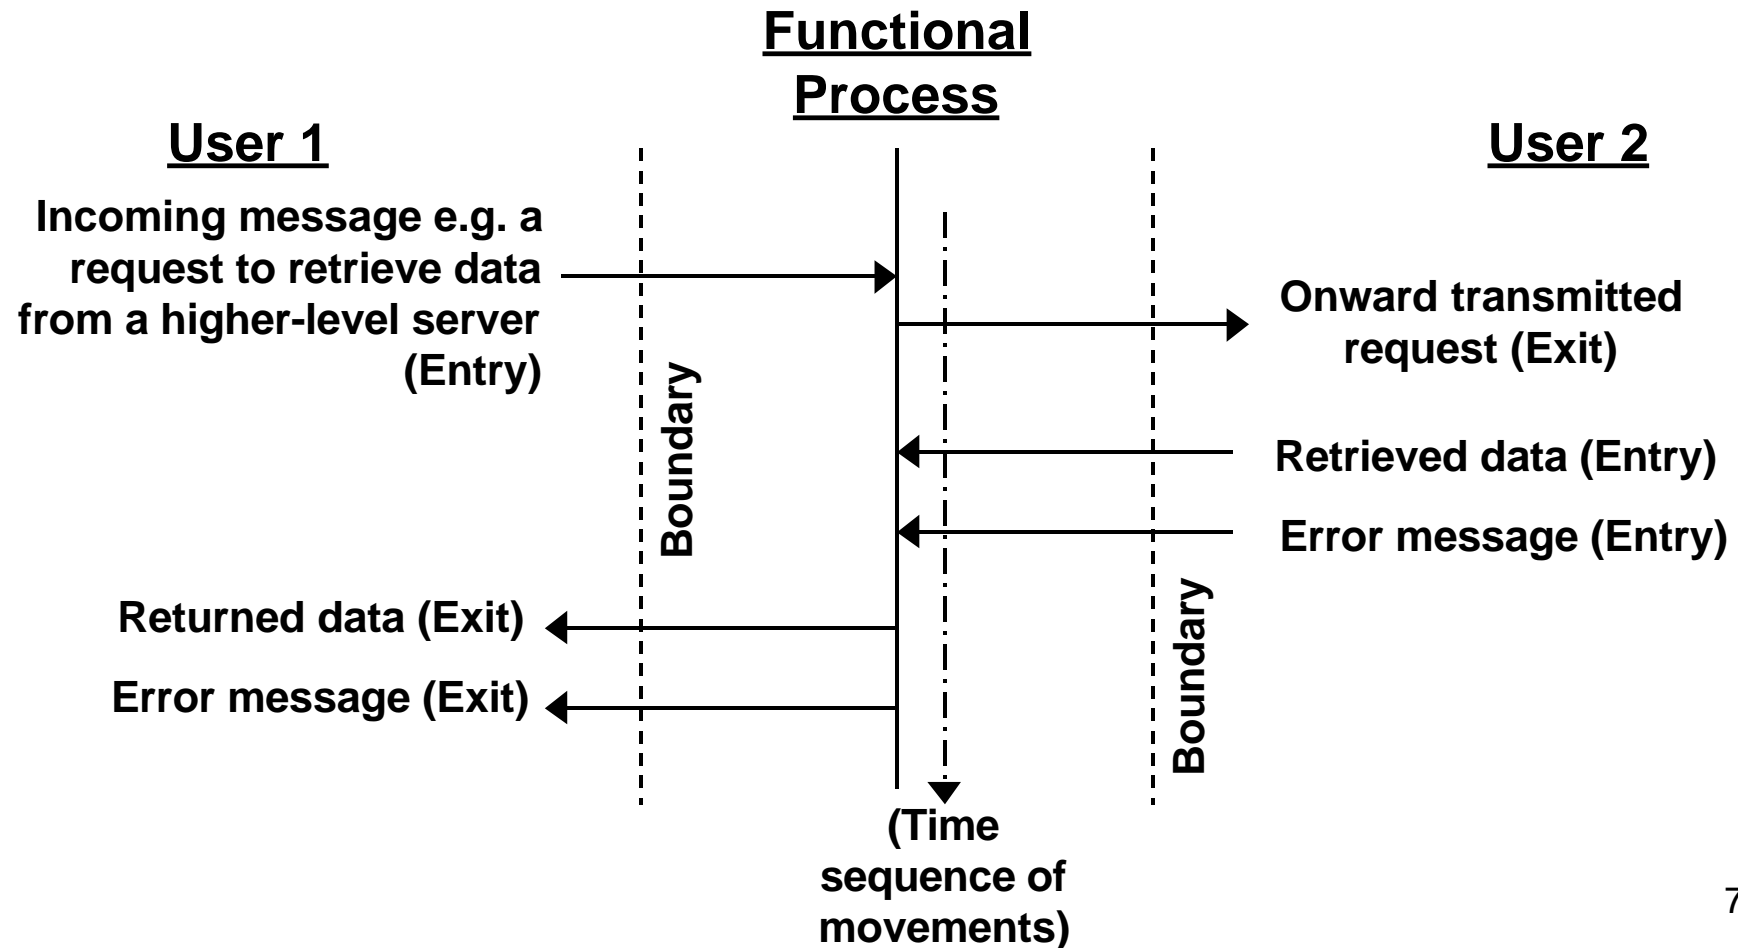 Functional
Process
User 1
User 2
Incoming message e.g. a
request to retrieve data
from a higher-level server
(Entry)
Onward transmitted
request (Exit)
Boundary
Retrieved data (Entry)
Error message (Entry)
Returned data (Exit)
Error message (Exit)
Boundary
(Time
sequence of
movements)
7